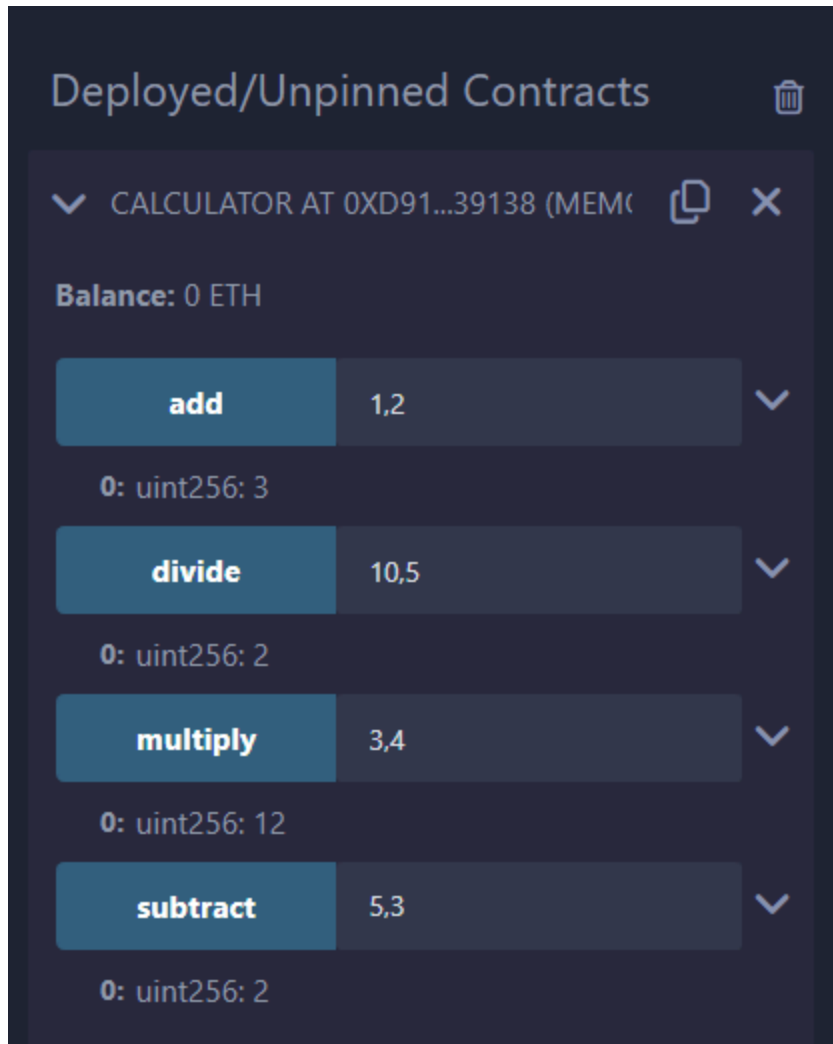 Deployed/Unpinned Contracts
CALCULATOR AT 0XD91...39138 (MEM
Balance: 0 ETH
add 1,2
0: uint256: 3
divide 10,5
0: uint256: 2
multiply 3,4
0: uint256: 12
subtract 5,3
0: uint256: 2